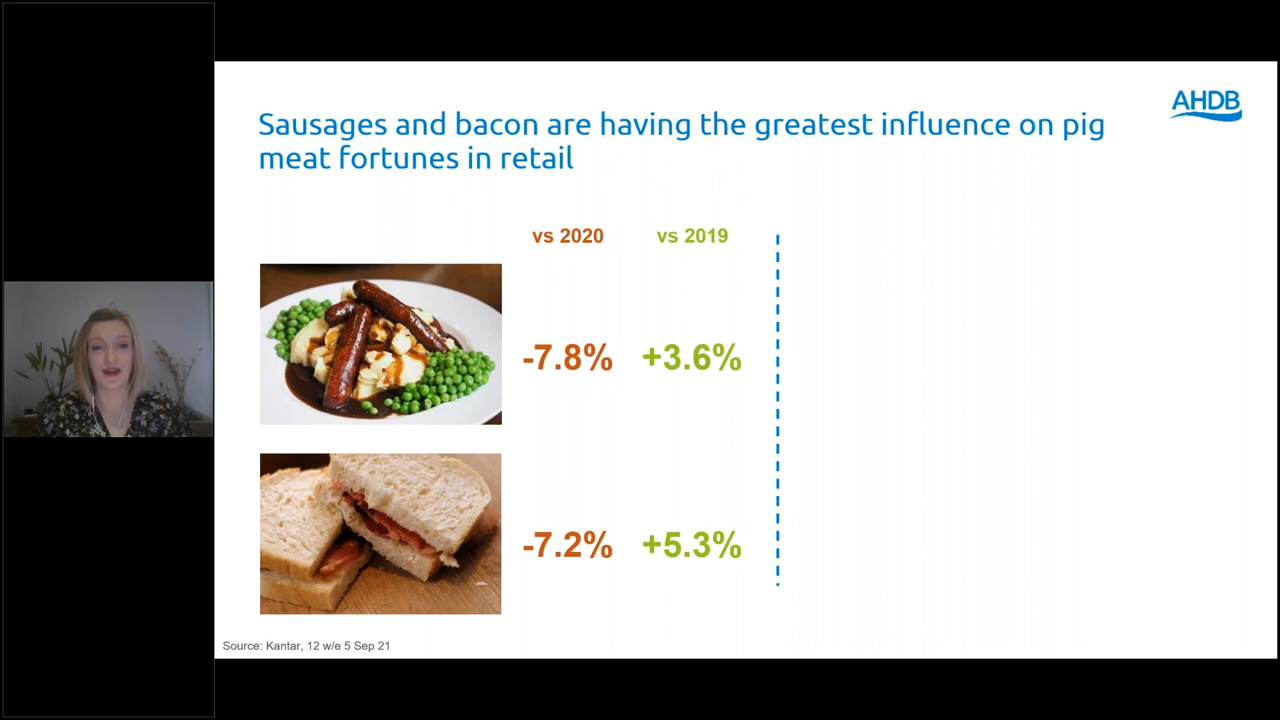 AHDB
Sausages and bacon are having the greatest influence on pig
meat fortunes in retail
vs 2020 vs 2019
-7.8% +3.6%
-7.2% +5.3%
Source: Kantar, 12 w/e 5 Sep 21